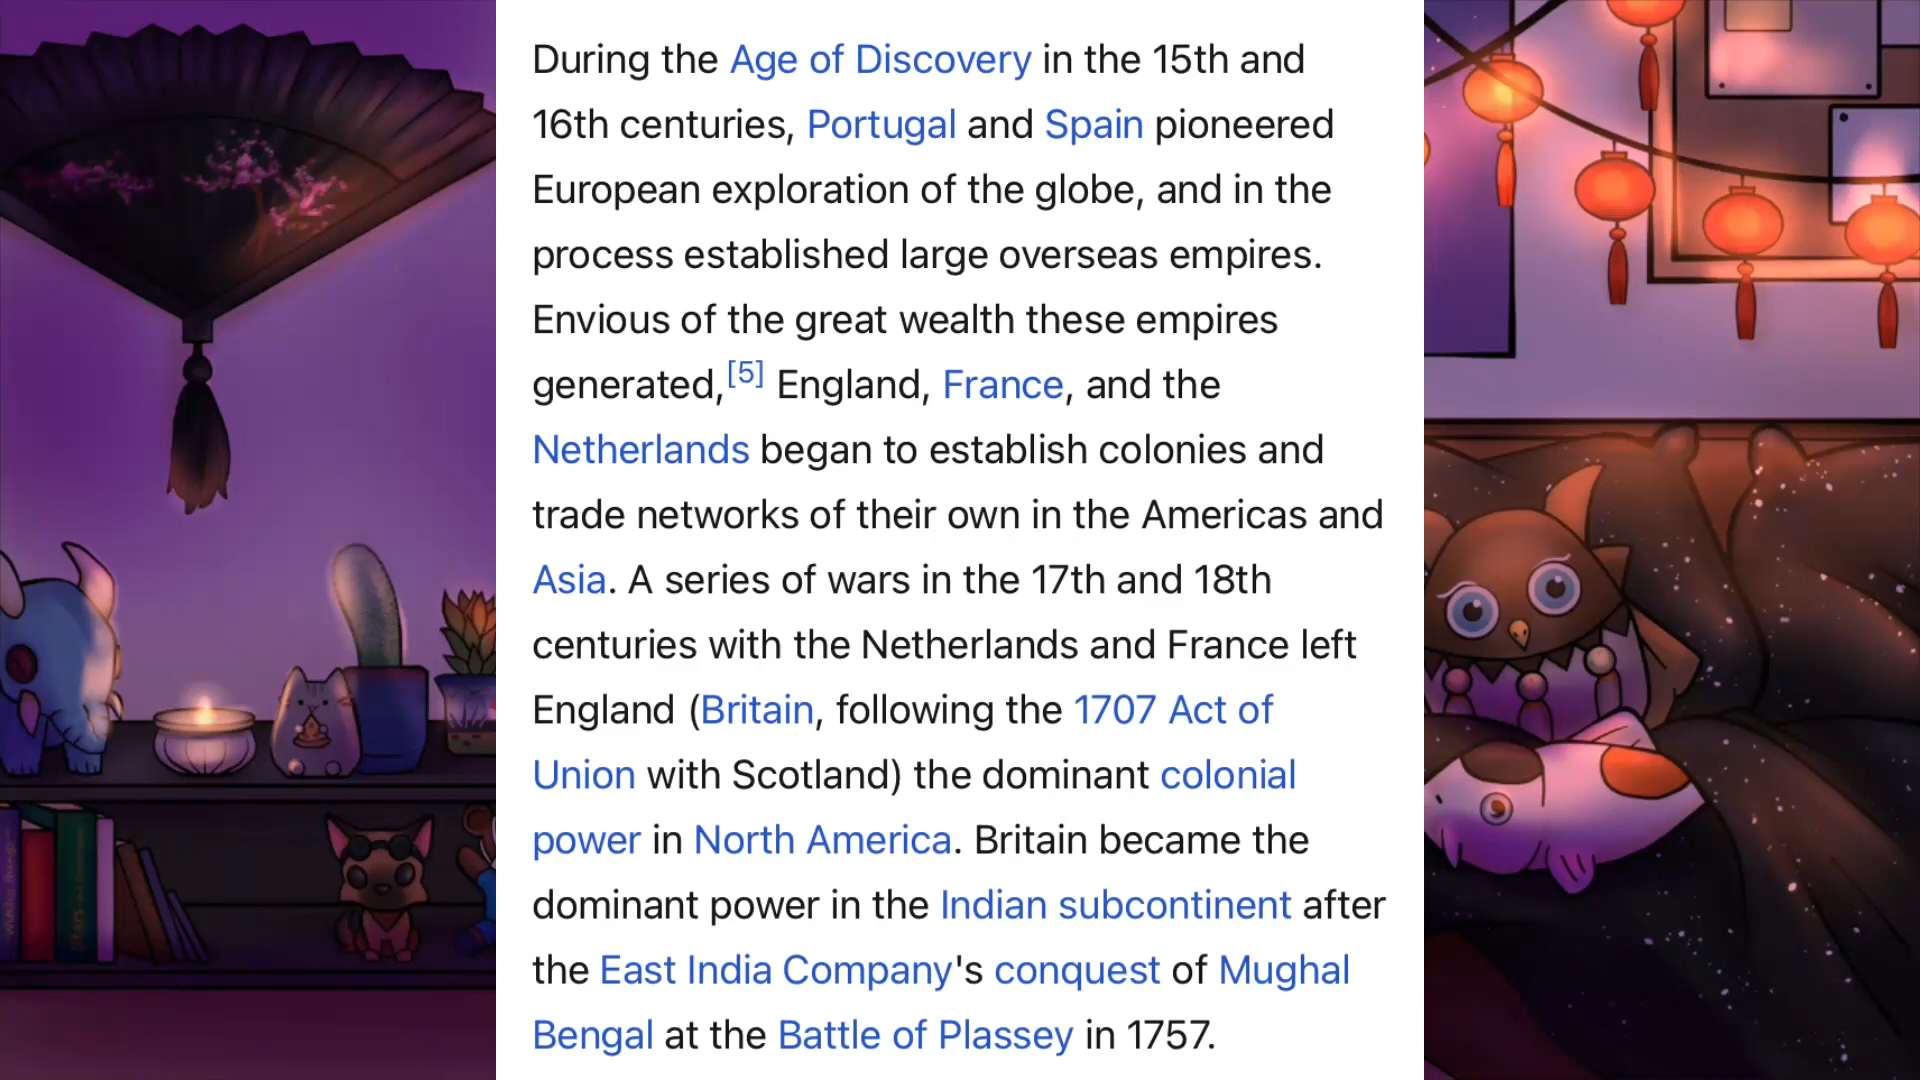 During the Age of Discovery in the 15th and
16th centuries, Portugal and Spain pioneered
European exploration of the globe, and in the
process established large overseas empires.
Envious of the great wealth these empires
generated,[5] England, France, and the
Netherlands began to establish colonies and
trade networks of their own in the Americas and
Asia. A series of wars in the 17th and 18th
centuries with the Netherlands and France left
England (Britain, following the 1707 Act of
Union with Scotland) the dominant colonial
power in North America. Britain became the
dominant power in the Indian subcontinent after
the East India Company's conquest of Mughal
Bengal at the Battle of Plassey in 1757.